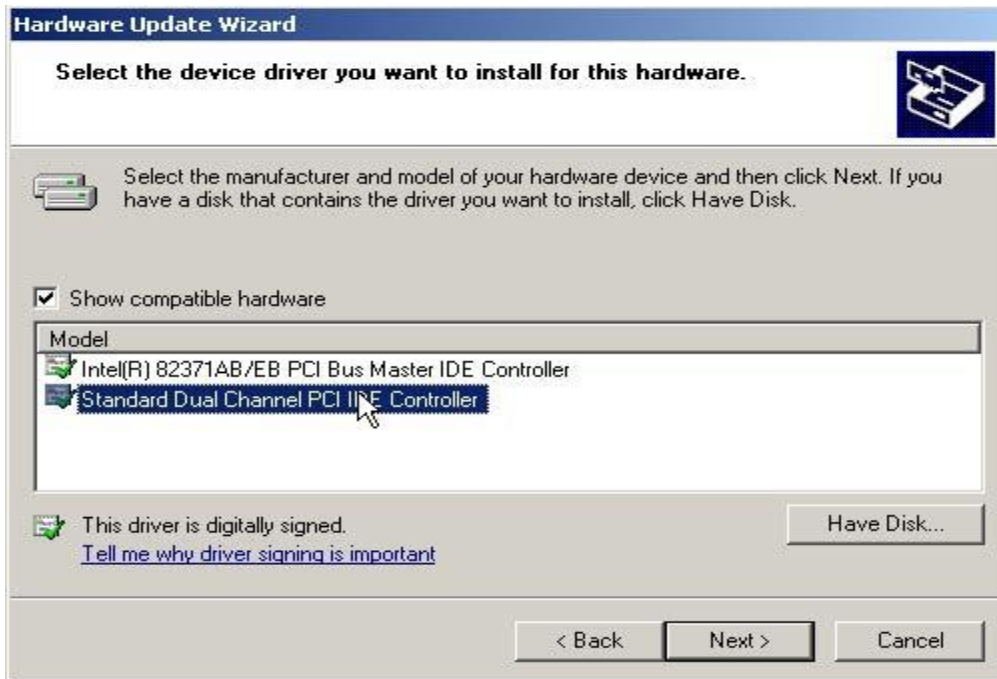 Hardware Update Wizard
Select the device driver you want to install for this hardware.
Select the manufacturer and model of your hardware device and then click Next. If you
have a disk that contains the driver you want to install, click Have Disk.
Show compatible hardware
Model
Intel(R) 82371AB/EB PCI Bus Master IDE Controller
Standard Dual Channel PCI IDE Controller
This driver is digitally signed.
Have Disk...
Tell me why driver signing is important
< Back
Next >
Cancel